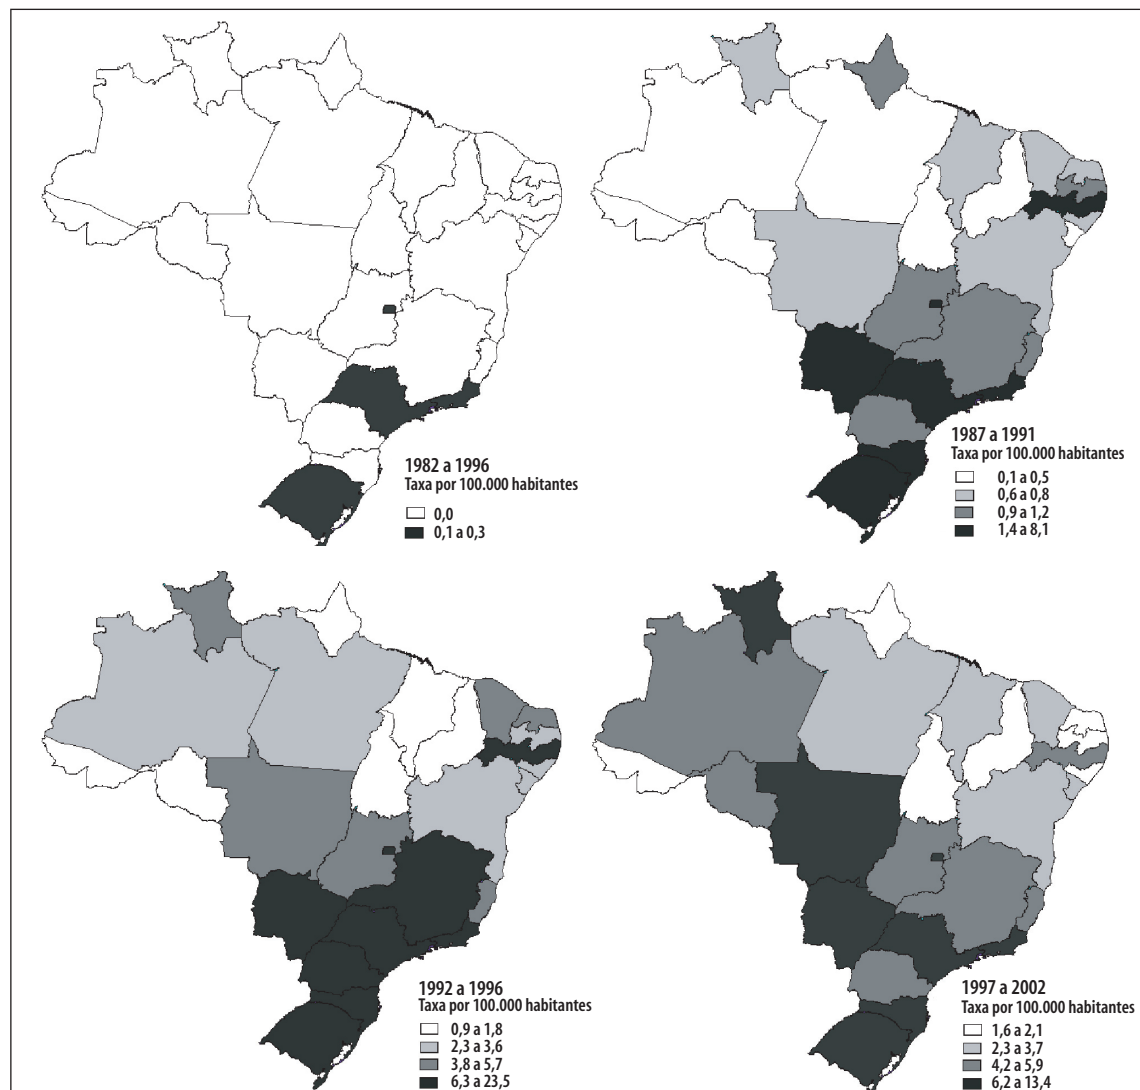 1982 a 1996
Taxa por 100.000 habitantes
0,0
0,1 a 0,3
1987 a 1991
Taxa por 100.000 habitantes
0,1 a 0,5
0,6 a 0,8
0,9 a 1,2
1,4 a 8,1
1992 a 1996
Taxa por 100.000 habitantes
0,9 a 1,8
2,3 a 3,6
3,8 a 5,7
6,3 a 23,5
1997 a 2002
Taxa por 100.000 habitantes
1,6 a 2,1
2,3 a 3,7
4,2 a 5,9
6,2 a 13,4